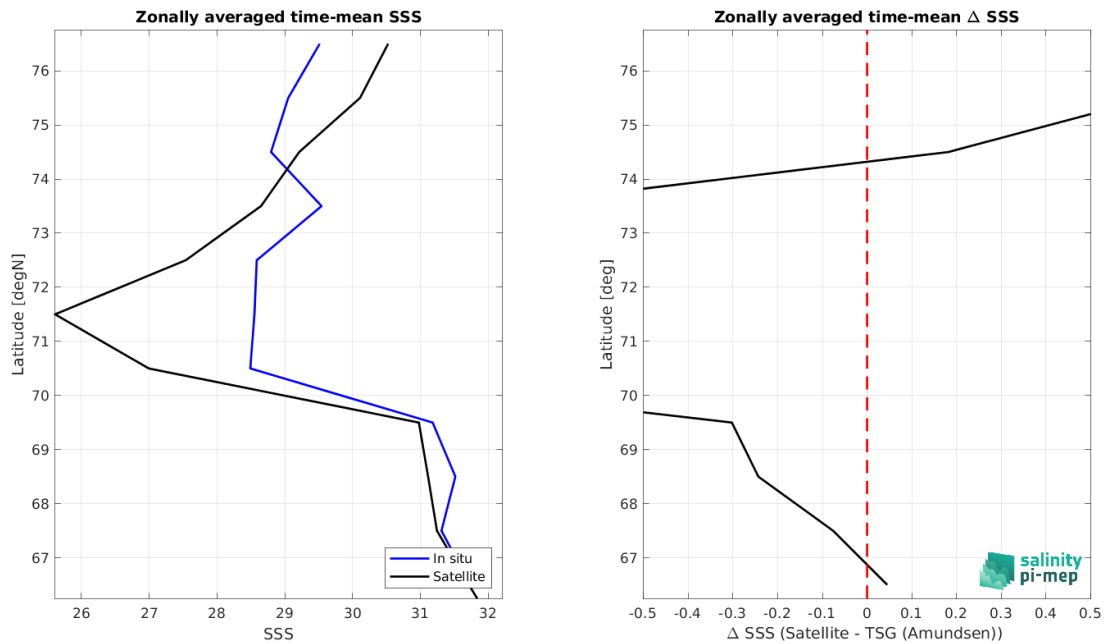 Zonally averaged time-mean SSS
76
75
74
73
72
71
70
69
68
67
Latitude [degN]
26 27 28 29 30 31 32
SSS
In situ
Satellite
Zonally averaged time-mean Δ SSS
76
75
74
73
72
71
70
69
68
67
Latitude [deg]
-0.5 -0.4 -0.3 -0.2 -0.1 0 0.1 0.2 0.3 0.4 0.5
Δ SSS (Satellite - TSG (Amundsen))
salinity
pi-mep